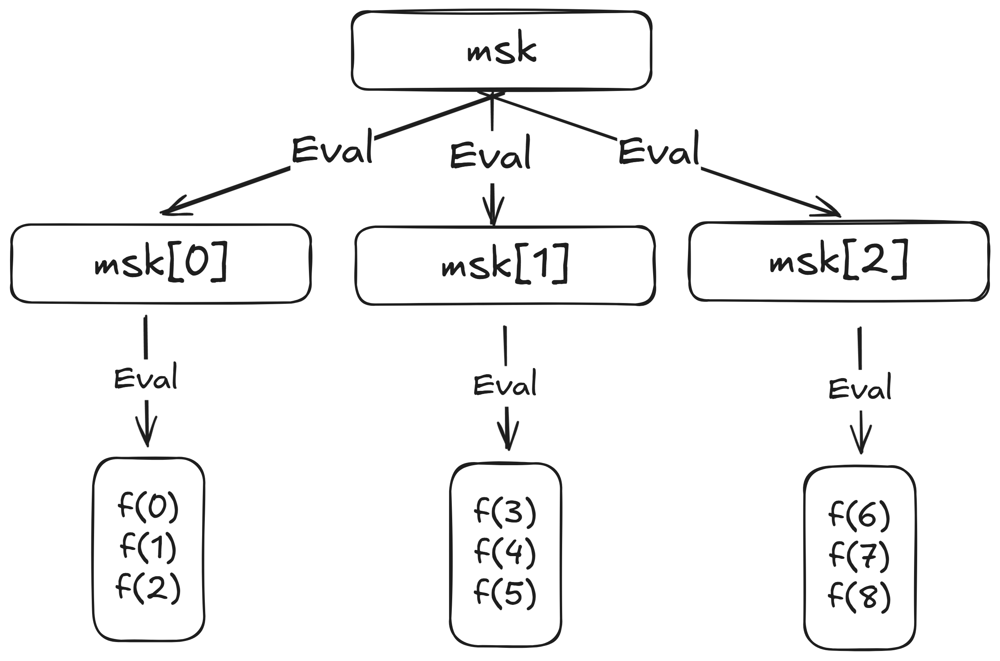 msk
Eval Eval Eval
msk[0] msk[1] msk[2]
Eval Eval Eval
f(0)
f(1)
f(2)
f(3)
f(4)
f(5)
f(6)
f(7)
f(8)